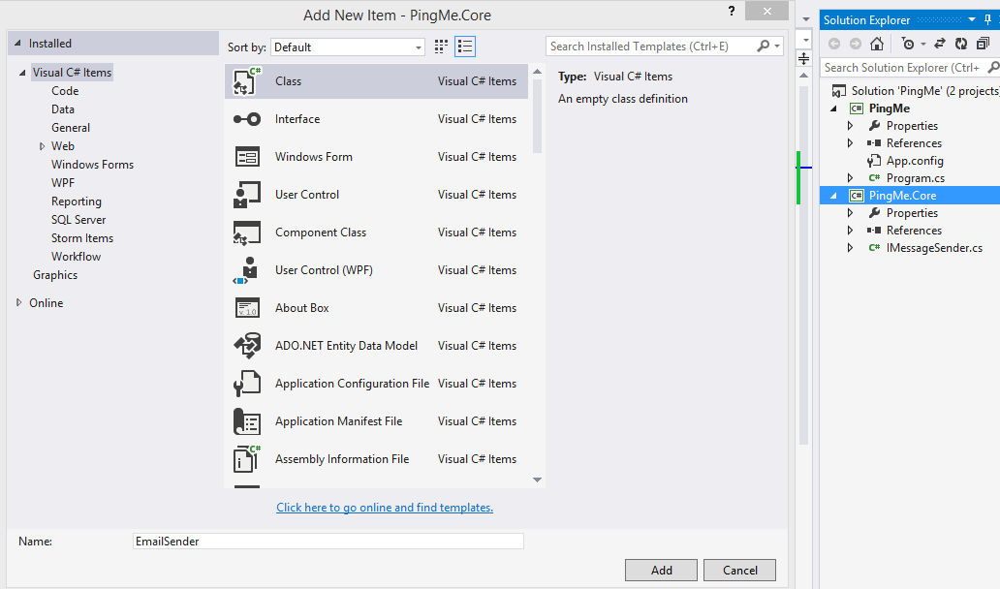 Add New Item - PingMe.Core
?
Installed
Visual C# Items
Code
Data
General
Web
Windows Forms
WPF
Reporting
SQL Server
Storm Items
Workflow
Graphics
Online
Sort by: Default
Search Installed Templates (Ctrl+E)
Class Visual C# Items
Interface Visual C# Items
Windows Form Visual C# Items
User Control Visual C# Items
Component Class Visual C# Items
User Control (WPF) Visual C# Items
About Box Visual C# Items
ADO.NET Entity Data Model Visual C# Items
Application Configuration File Visual C# Items
Application Manifest File Visual C# Items
Assembly Information File Visual C# Items
Click here to go online and find templates.
Type: Visual C# Items
An empty class definition
Name: EmailSender
Add Cancel
Solution Explorer
Search Solution Explorer (Ctrl+
Solution 'PingMe' (2 projects)
C# PingMe
Properties
References
App.config
C# Program.cs
C# PingMe.Core
Properties
References
C# IMessageSender.cs